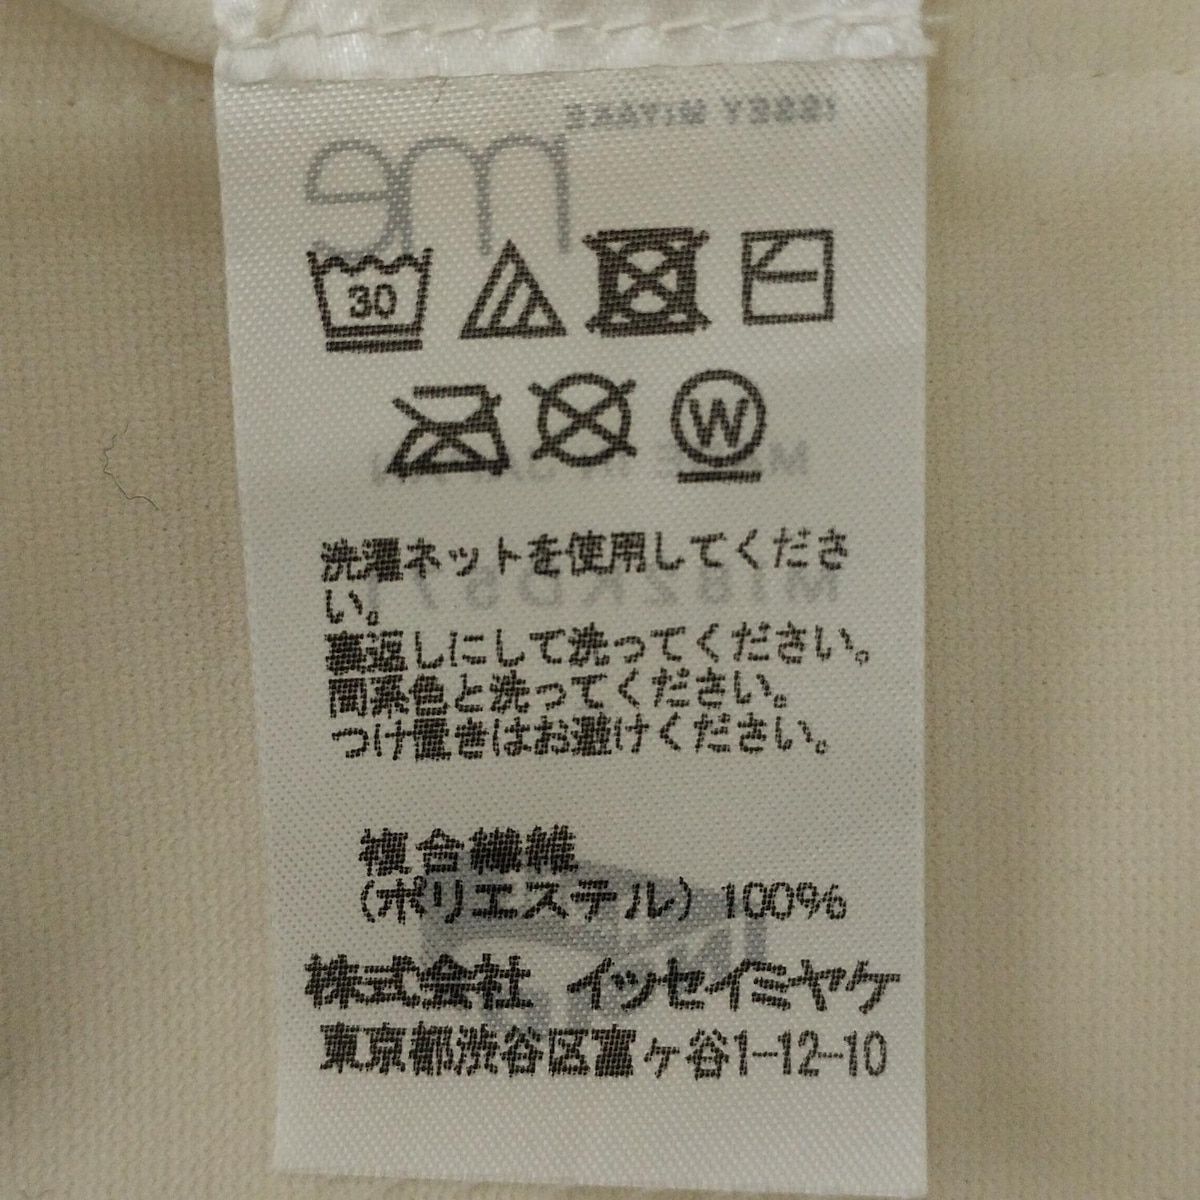 ISSEY MIYAKE
me
30
W
洗濯ネットを使用してくださ
い。
裏返しにして洗ってください。
同系色と洗ってください。
つけ置きはお避けください。
複合繊維
(ポリエステル) 100%
株式会社 イッセイミヤケ
東京都渋谷区富ヶ谷1-12-10